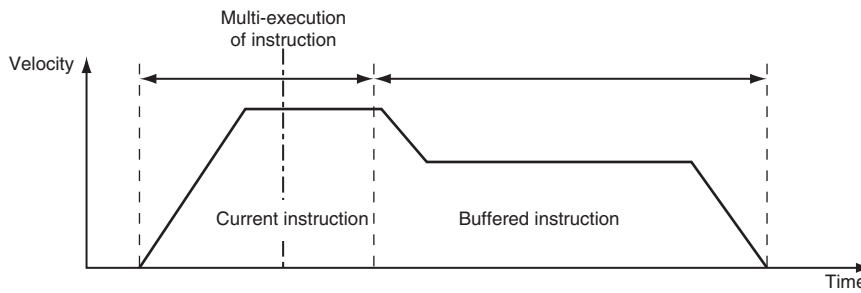 Multi-execution
of instruction
Velocity
Current instruction
Buffered instruction
Time